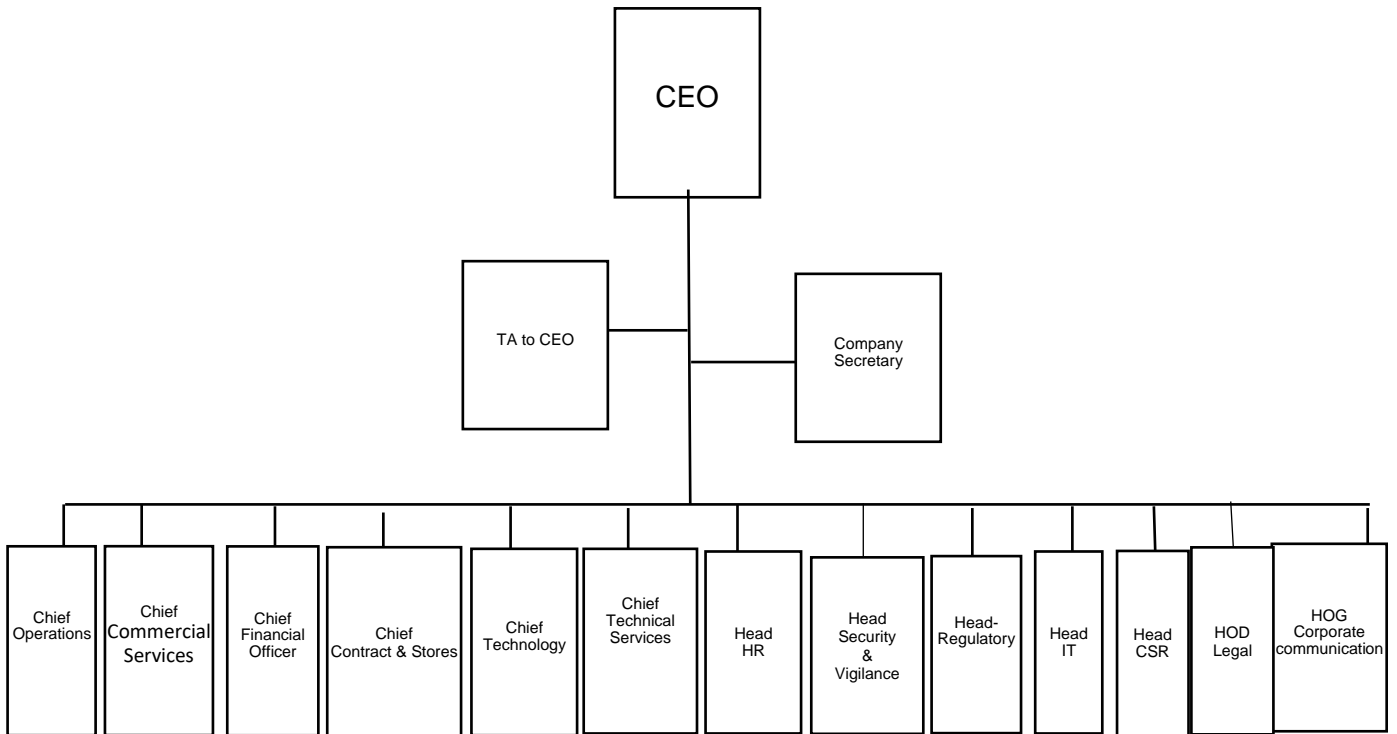 CEO
TA to CEO
Company
Secretary
Chief
Operations
Chief
Commercial
Services
Chief
Financial
Officer
Chief
Contract & Stores
Chief
Technology
Chief
Technical
Services
Head
HR
Head
Security
&
Vigilance
Head-
Regulatory
Head
IT
Head
CSR
HOD
Legal
HOG
Corporate
communication